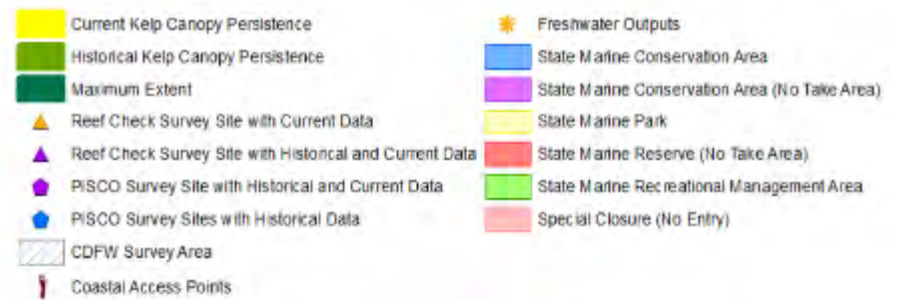 Current Kelp Canopy Persistence
Historical Kelp Canopy Persistence
Maximum Extent
Reef Check Survey Site with Current Data
Reef Check Survey Site with Historical and Current Data
PISCO Survey Site with Historical and Current Data
PISCO Survey Sites with Historical Data
CDFW Survey Area
Coastal Access Points
Freshwater Outputs
State Marine Conservation Area
State Marine Conservation Area (No Take Area)
State Marine Park
State Marine Reserve (No Take Area)
State Marine Recreational Management Area
Special Closure (No Entry)